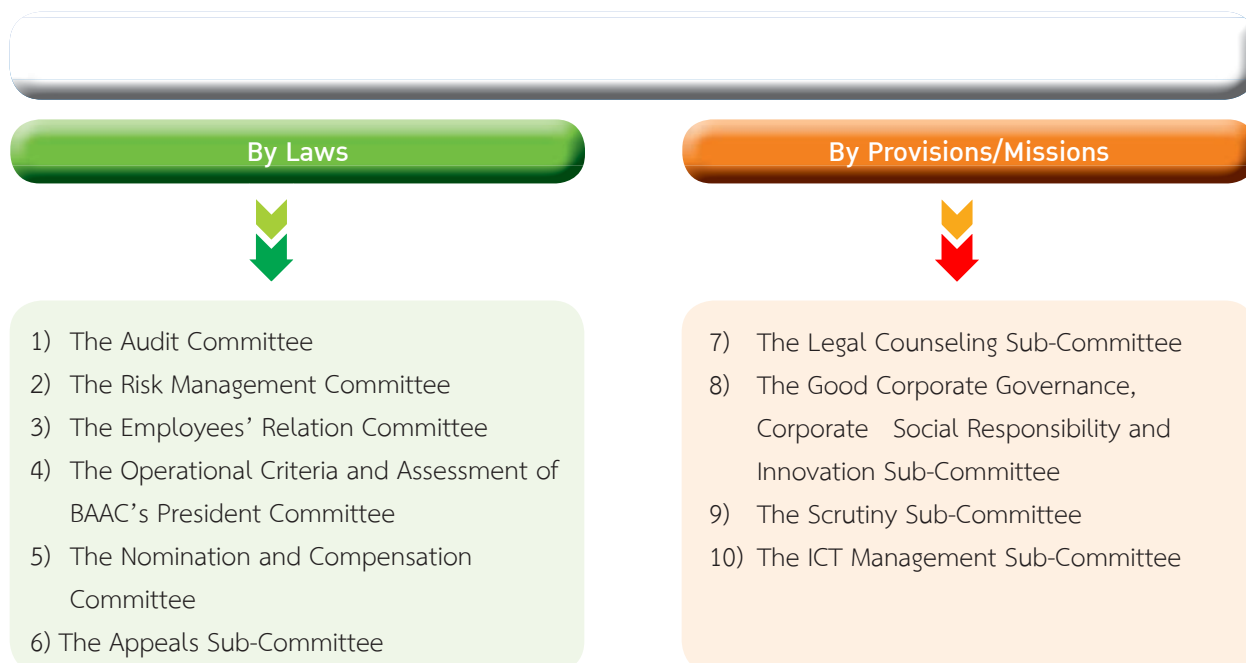 By Laws
1) The Audit Committee
2) The Risk Management Committee
3) The Employees’ Relation Committee
4) The Operational Criteria and Assessment of
BAAC’s President Committee
5) The Nomination and Compensation
Committee
6) The Appeals Sub-Committee
By Provisions/Missions
7) The Legal Counseling Sub-Committee
8) The Good Corporate Governance,
Corporate Social Responsibility and
Innovation Sub-Committee
9) The Scrutiny Sub-Committee
10) The ICT Management Sub-Committee